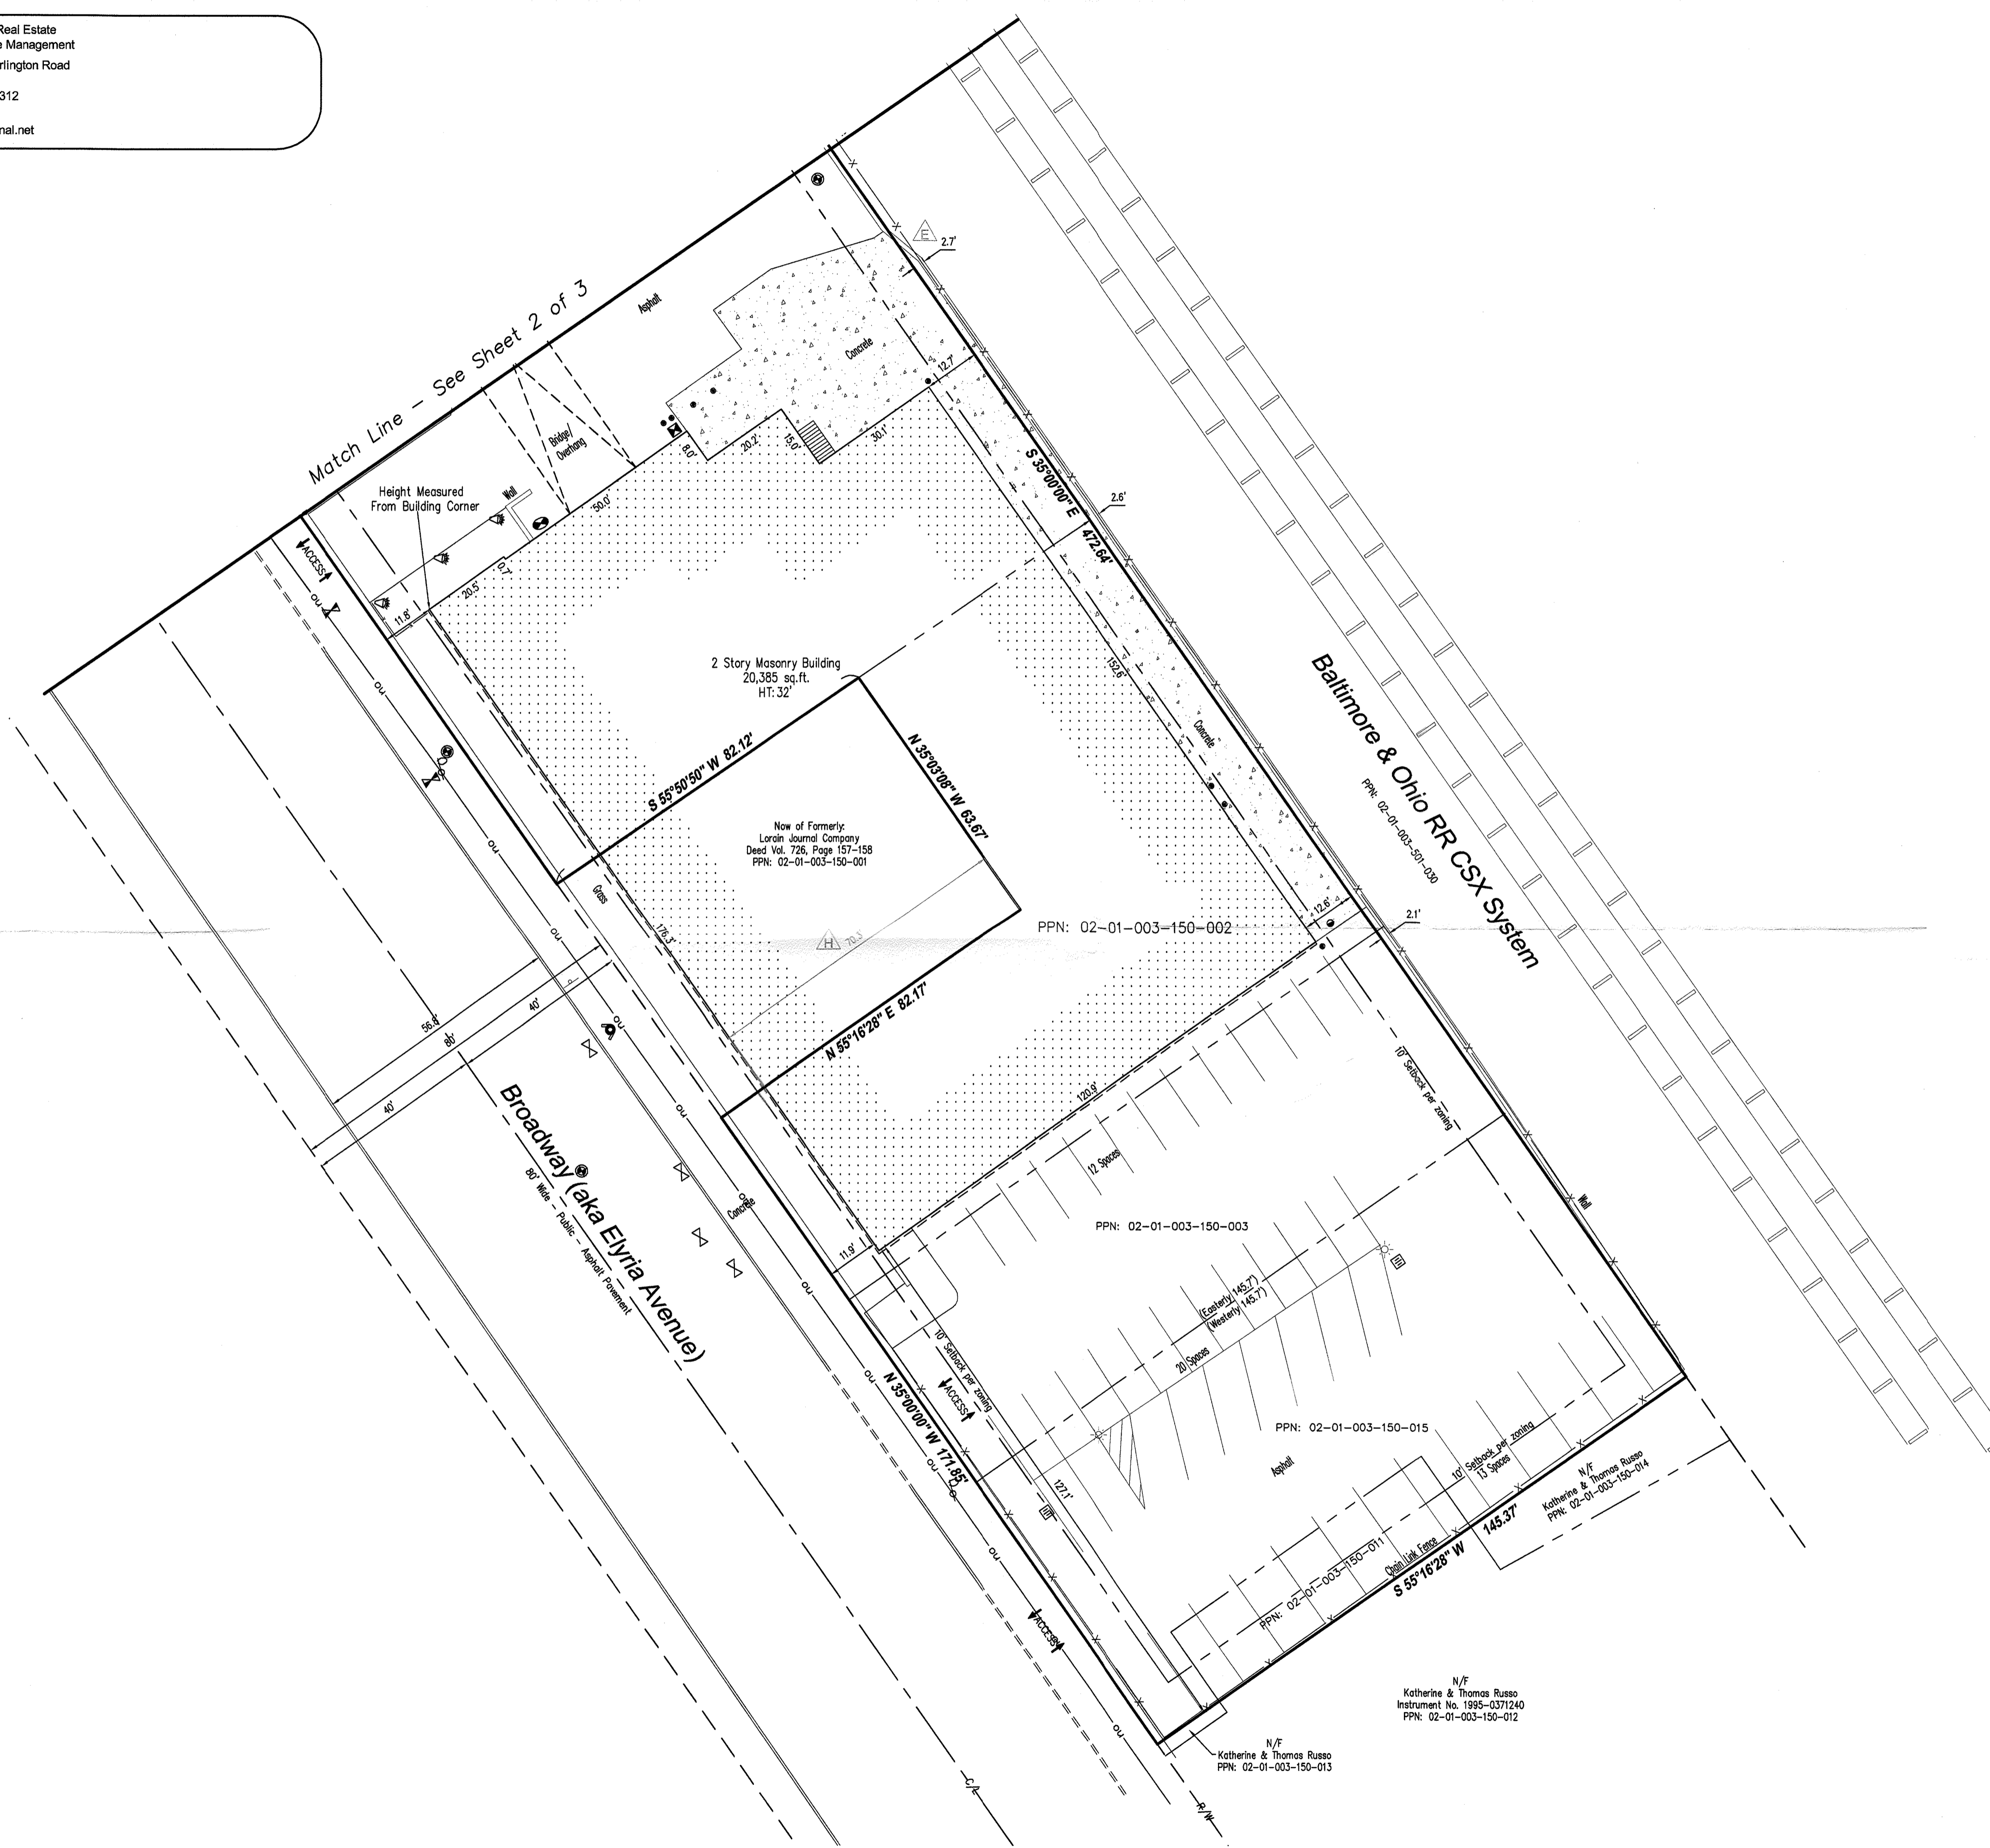 Real Estate
e Management
rlington Road
312
nal.net
Match Line - See Sheet 2 of 3
Asphalt
Concrete
E
2.7'
12.7'
Bridge/
Overhang
Wall
Height Measured
From Building Corner
50.0'
8.0'
20.2'
15.0'
30.1'
0.7'
20.5'
11.8'
ACCESS
S 35°00'00" E
472.64'
2.6'
2 Story Masonry Building
20,385 sq.ft.
HT: 32'
152.6'
Concrete
Baltimore & Ohio RR CSX System
PPN: 02-01-003-501-030
S 55°50'50" W 82.12'
N 35°03'08" W 63.67'
Now of Formerly:
Lorain Journal Company
Deed Vol. 726, Page 157-158
PPN: 02-01-003-150-001
Grass
176.3'
H
70.3'
PPN: 02-01-003-150-002
12.6'
2.1'
N 55°16'28" E 82.17'
80'
40'
40'
120.9'
10' Setback per zoning
12 Spaces
Broadway (aka Elyria Avenue)
80' Wide - Public - Asphalt Pavement
Concrete
11.9'
PPN: 02-01-003-150-003
Wall
(Easterly 145.7')
(Westerly 145.7')
20 Spaces
10' Setback per zoning
ACCESS
N 35°00'00" W 171.85'
PPN: 02-01-003-150-015
Asphalt
127.1'
10' Setback per zoning
13 Spaces
N/F
Katherine & Thomas Russo
PPN: 02-01-003-150-014
145.37'
S 55°16'28" W
Chain Link Fence
PPN: 02-01-003-150-011
ACCESS
N/F
Katherine & Thomas Russo
Instrument No. 1995-0371240
PPN: 02-01-003-150-012
N/F
Katherine & Thomas Russo
PPN: 02-01-003-150-013
C/L
R/W